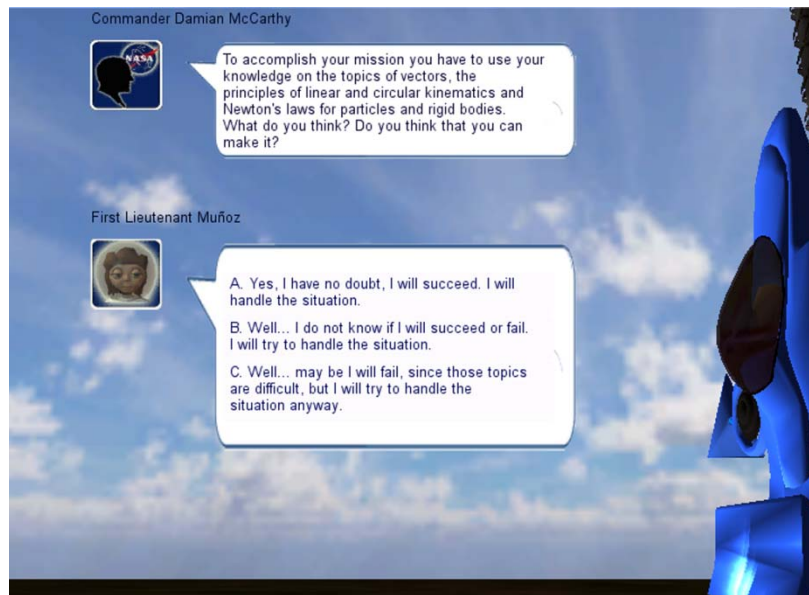 Commander Damian McCarthy
NASA
To accomplish your mission you have to use your
knowledge on the topics of vectors, the
principles of linear and circular kinematics and
Newton's laws for particles and rigid bodies.
What do you think? Do you think that you can
make it?
First Lieutenant Muñoz
A. Yes, I have no doubt, I will succeed. I will
handle the situation.
B. Well... I do not know if I will succeed or fail.
I will try to handle the situation.
C. Well... may be I will fail, since those topics
are difficult, but I will try to handle the
situation anyway.